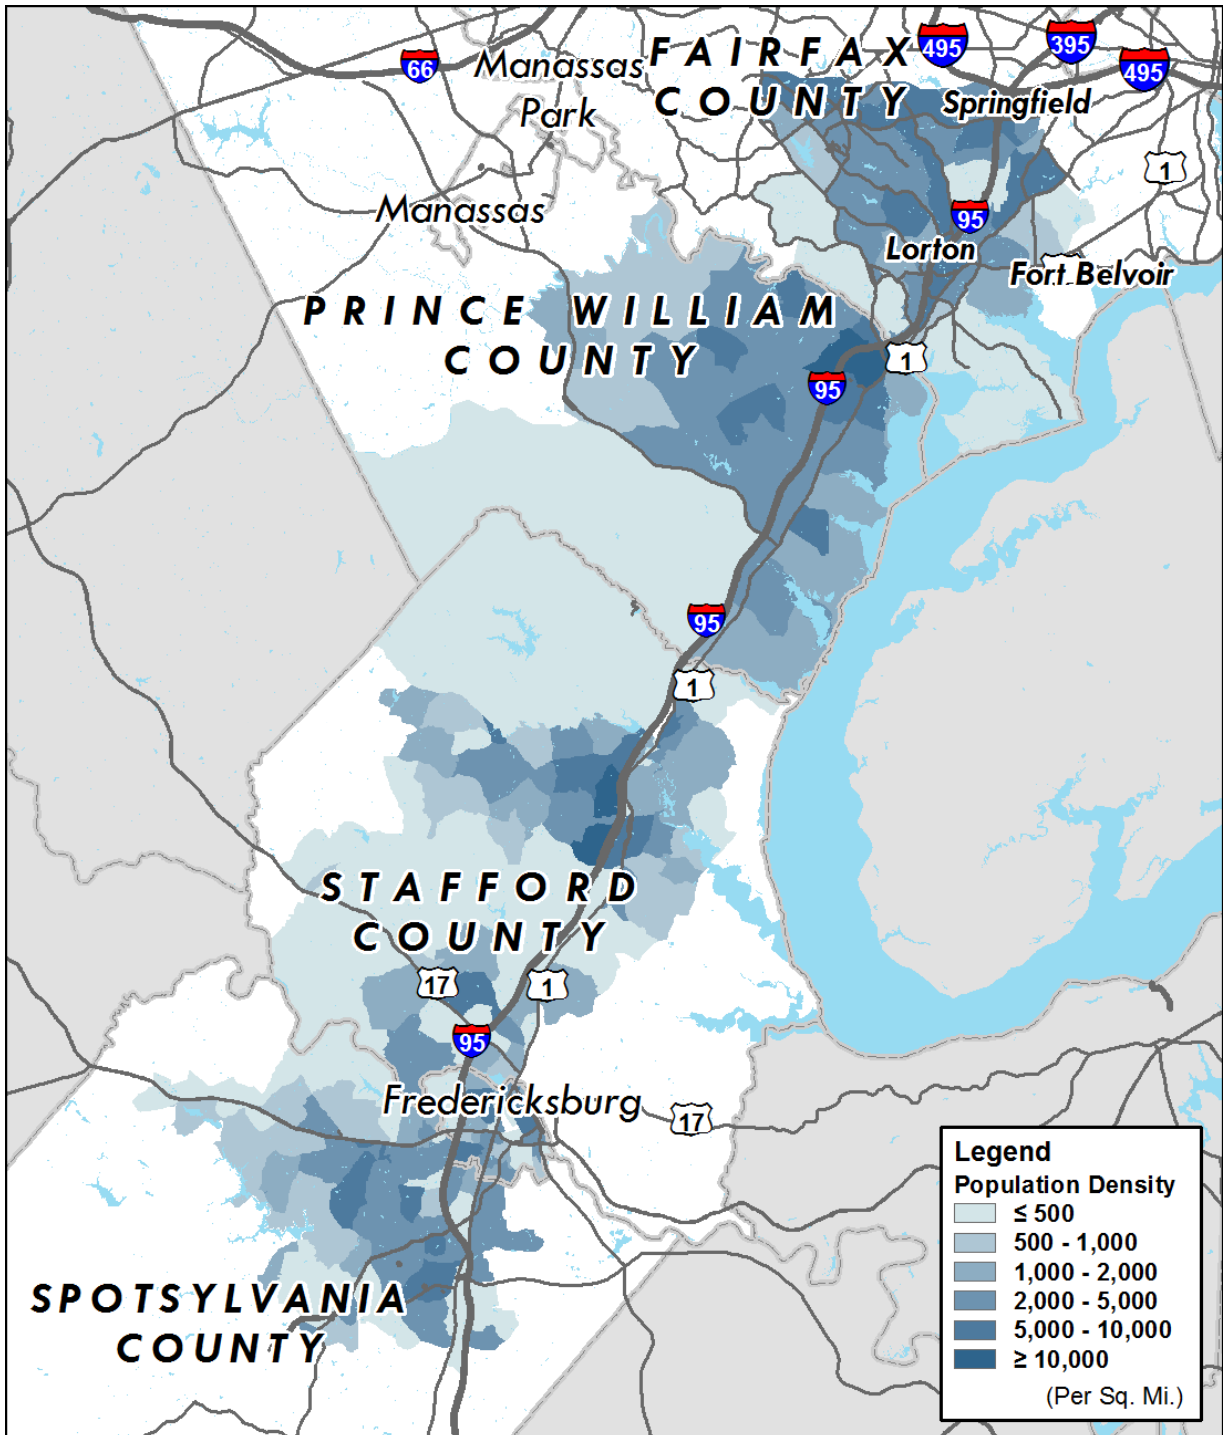 FAIRFAX
COUNTY
495
395
495
66
Manassas
Park
Springfield
1
Manassas
95
Lorton
Fort Belvoir
PRINCE WILLIAM
COUNTY
1
95
95
1
STAFFORD
COUNTY
17
1
95
Fredericksburg
17
SPOTSYLVANIA
COUNTY
Legend
Population Density
≤ 500
500 - 1,000
1,000 - 2,000
2,000 - 5,000
5,000 - 10,000
≥ 10,000
(Per Sq. Mi.)